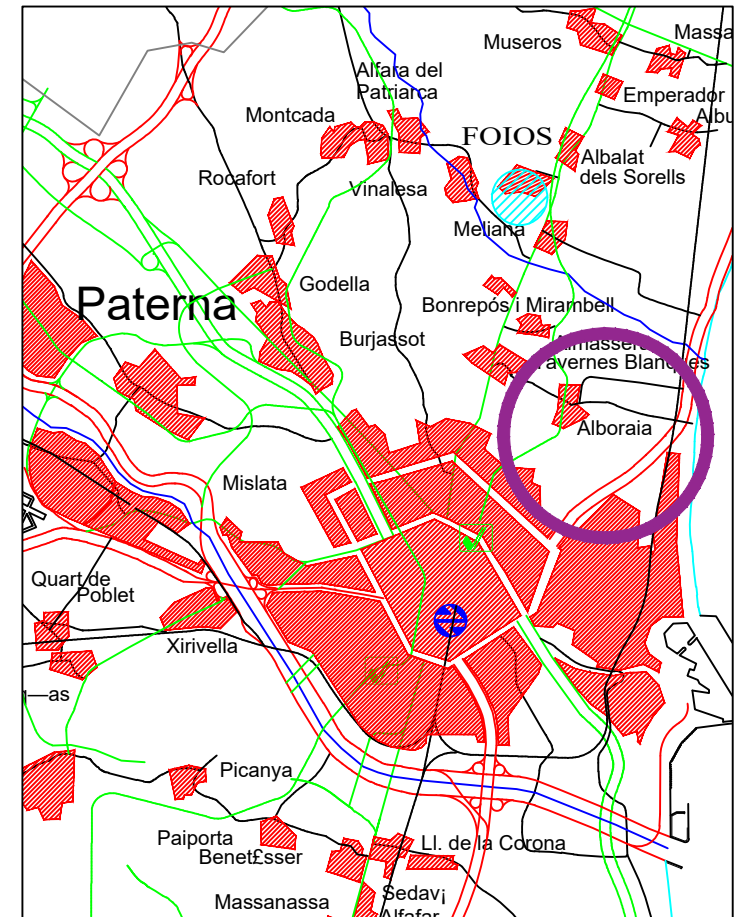 Massa
Museros
Alfara del
Patriarca
Emperador
Albu
Montcada
FOIOS
Albalat
dels Sorells
Rocafort
Vinalesa
Meliana
Godella
Paterna
Bonrepós i Mirambell
Burjassot
lmassera
avernes Blanques
Alboraia
Mislata
Quart de
Poblet
Xirivella
—as
Picanya
Paiporta
Benet£sser
Ll. de la Corona
Massanassa
Sedav¡
Alfafar